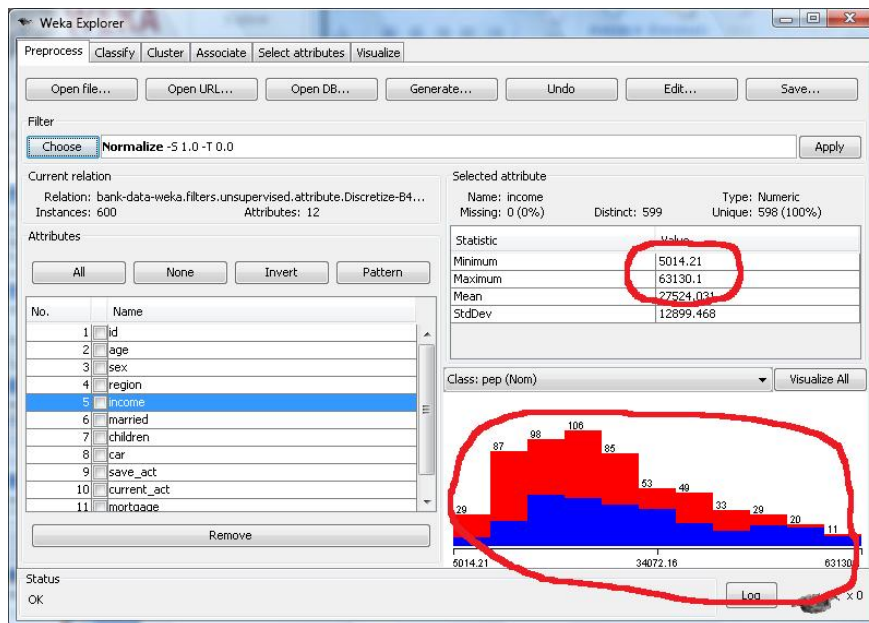 Weka Explorer
Preprocess Classify Cluster Associate Select attributes Visualize
Open file... Open URL... Open DB... Generate... Undo Edit... Save...
Filter
Choose Normalize -S 1.0 -T 0.0 Apply
Current relation
Relation: bank-data-weka.filters.unsupervised.attribute.Discretize-B4...
Instances: 600 Attributes: 12
Attributes
All None Invert Pattern
No. Name
1 id
2 age
3 sex
4 region
5 income
6 married
7 children
8 car
9 save_act
10 current_act
11 mortgage
Remove
Selected attribute
Name: income Type: Numeric
Missing: 0 (0%) Distinct: 599 Unique: 598 (100%)
Statistic Value
Minimum 5014.21
Maximum 63130.1
Mean 27524.031
StdDev 12899.468
Class: pep (Nom) Visualize All
29 87 98 106 85 53 49 33 29 20 11
5014.21 34072.16 63130.1
Status
OK
Log x 0